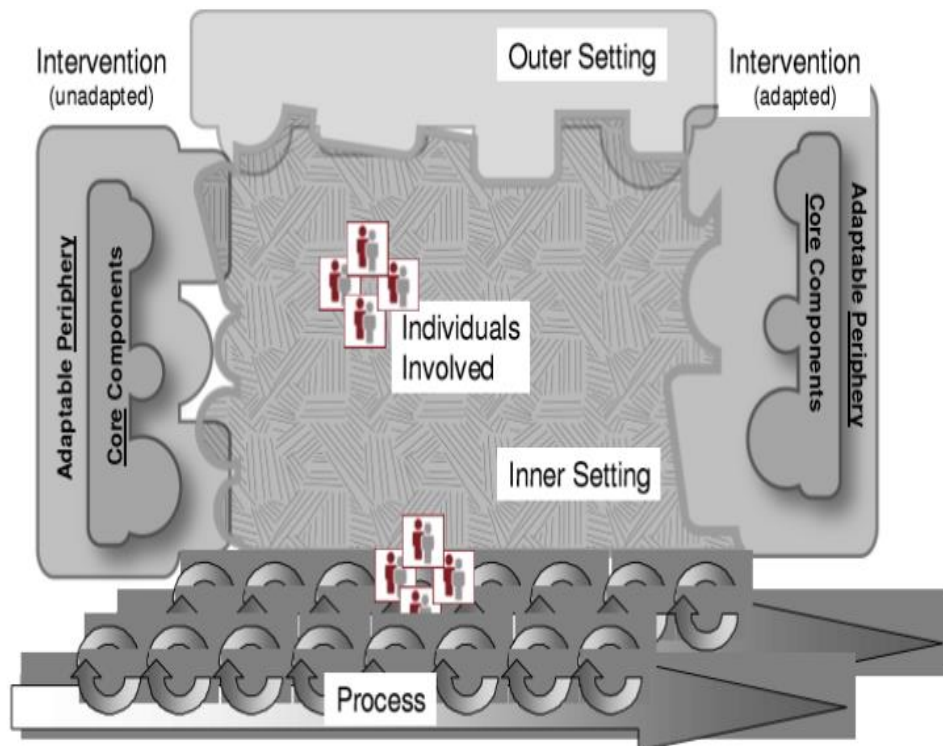 Outer Setting
Intervention
(unadapted)
Intervention
(adapted)
Adaptable Periphery
Core Components
Individuals
Involved
Core Components
Adaptable Periphery
Inner Setting
Process